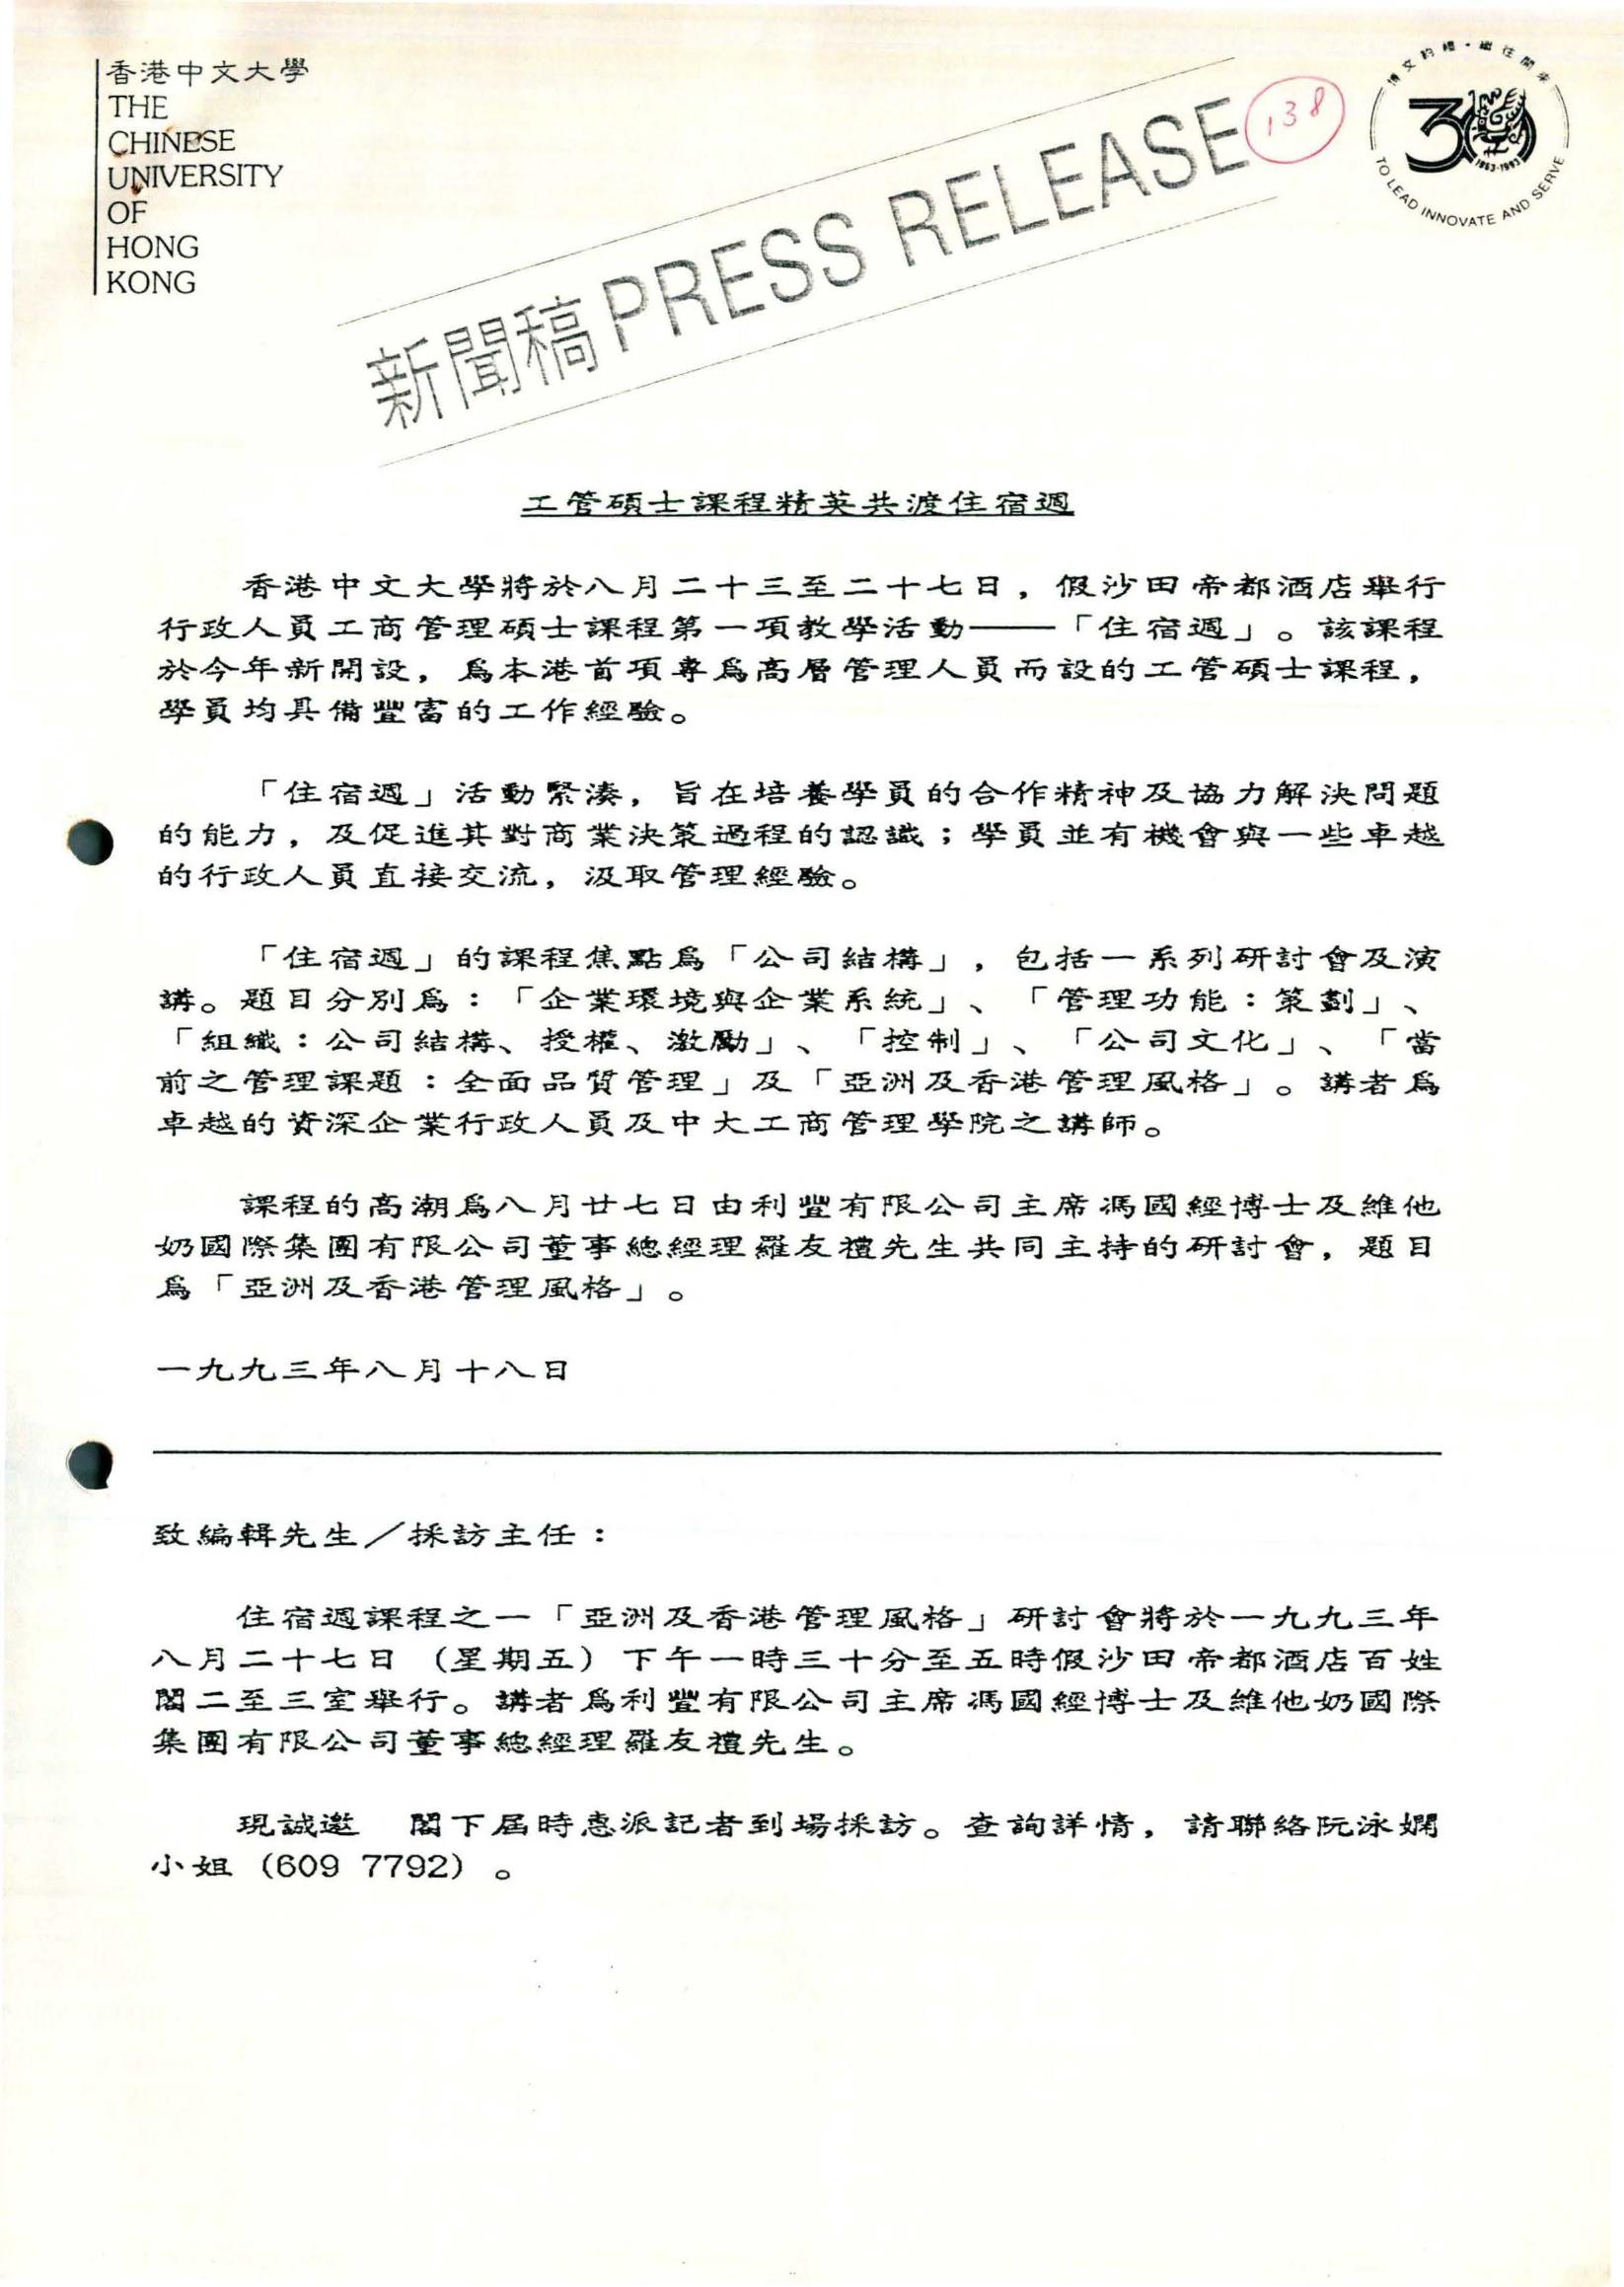 香港中文大學
THE
CHINESE
UNIVERSITY
OF
HONG
KONG
新聞稿 PRESS RELEASE
138
博文約禮·繼往開來
30
1963-1993
TO LEAD INNOVATE AND SERVE
工管碩士課程精英共渡住宿週
香港中文大學將於八月二十三至二十七日，假沙田帝都酒店舉行
行政人員工商管理碩士課程第一項教學活動——「住宿週」。該課程
於今年新開設，為本港首項專為高層管理人員而設的工管碩士課程，
學員均具備豐富的工作經驗。
「住宿週」活動緊湊，旨在培養學員的合作精神及協力解決問題
的能力，及促進其對商業決策過程的認識；學員並有機會與一些卓越
的行政人員直接交流，汲取管理經驗。
「住宿週」的課程焦點為「公司結構」，包括一系列研討會及演
講。題目分別為：「企業環境與企業系統」、「管理功能：策劃」、
「組織：公司結構、授權、激勵」、「控制」、「公司文化」、「當
前之管理課題：全面品質管理」及「亞洲及香港管理風格」。講者為
卓越的資深企業行政人員及中大工商管理學院之講師。
課程的高潮為八月廿七日由利豐有限公司主席馮國經博士及維他
奶國際集團有限公司董事總經理羅友禮先生共同主持的研討會，題目
為「亞洲及香港管理風格」。
一九九三年八月十八日
致編輯先生／採訪主任：
住宿週課程之一「亞洲及香港管理風格」研討會將於一九九三年
八月二十七日（星期五）下午一時三十分至五時假沙田帝都酒店百姓
閣二至三室舉行。講者為利豐有限公司主席馮國經博士及維他奶國際
集團有限公司董事總經理羅友禮先生。
現誠邀　閣下屆時惠派記者到場採訪。查詢詳情，請聯絡阮泳嫻
小姐（609 7792）。